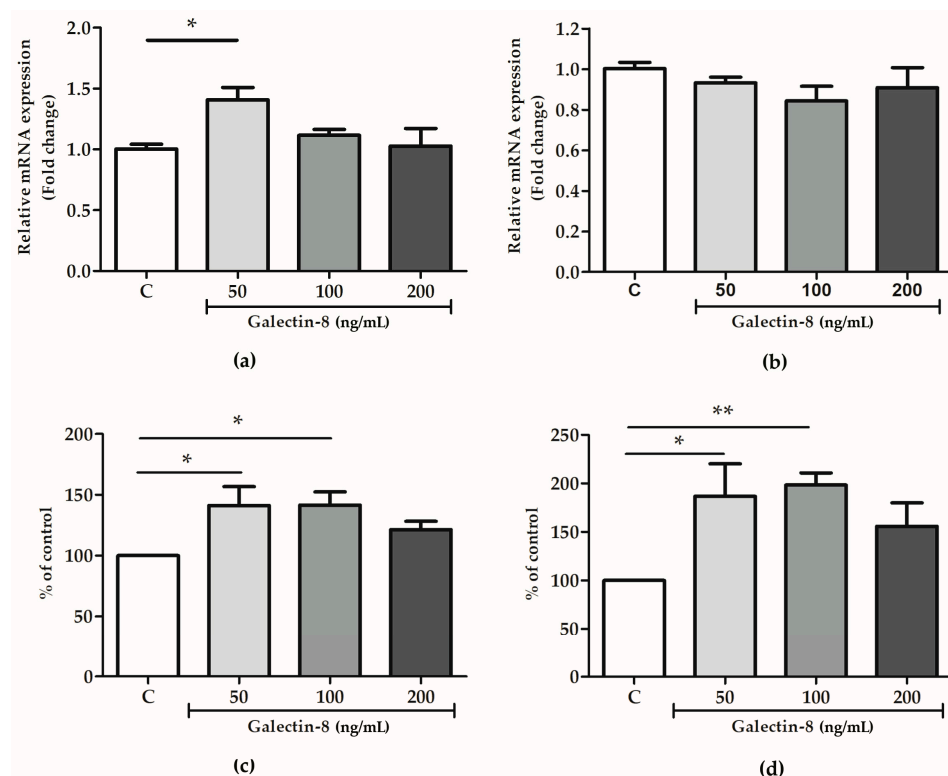 *
2.0
1.5
1.0
0.5
0.0
Relative mRNA expression
(Fold change)
C 50 100 200
Galectin-8 (ng/mL)
(a)
1.2
1.0
0.8
0.6
0.4
0.2
0.0
Relative mRNA expression
(Fold change)
C 50 100 200
Galectin-8 (ng/mL)
(b)
*
*
200
150
100
50
0
% of control
C 50 100 200
Galectin-8 (ng/mL)
(c)
**
*
250
200
150
100
50
0
% of control
C 50 100 200
Galectin-8 (ng/mL)
(d)